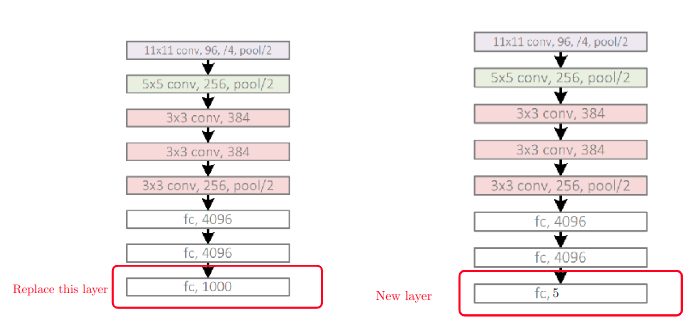 11x11 conv, 96, /4, pool/2
5x5 conv, 256, pool/2
3x3 conv, 384
3x3 conv, 384
3x3 conv, 256, pool/2
fc, 4096
fc, 4096
fc, 1000
Replace this layer
11x11 conv, 96, /4, pool/2
5x5 conv, 256, pool/2
3x3 conv, 384
3x3 conv, 384
3x3 conv, 256, pool/2
fc, 4096
fc, 4096
fc, 5
New layer